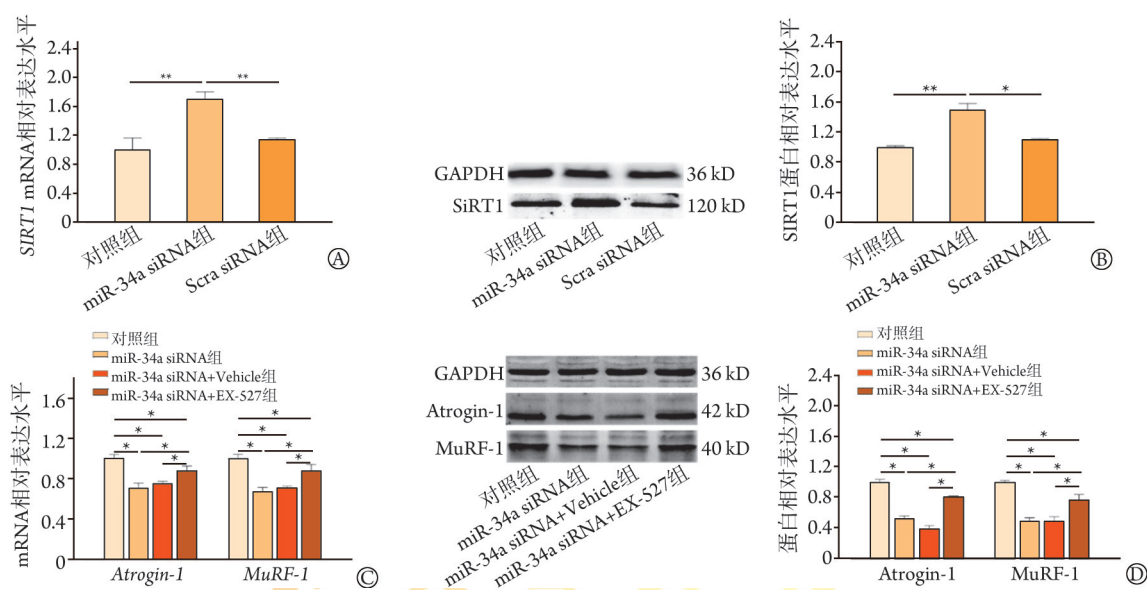 SIRT1 mRNA相对表达水平
2.4
2.0
1.6
1.2
0.8
0.4
0
** **
对照组
miR-34a siRNA组
Scra siRNA组
Ⓐ
GAPDH 36 kD
SiRT1 120 kD
对照组
miR-34a siRNA组
Scra siRNA组
SIRT1蛋白相对表达水平
2.4
2.0
1.6
1.2
0.8
0.4
0
** *
对照组
miR-34a siRNA组
Scra siRNA组
Ⓑ
对照组
miR-34a siRNA组
miR-34a siRNA+Vehicle组
miR-34a siRNA+EX-527组
mRNA相对表达水平
1.6
1.2
0.8
0.4
0
* *
* *
* * * *
* *
Atrogin-1 MuRF-1
Ⓒ
GAPDH 36 kD
Atrogin-1 42 kD
MuRF-1 40 kD
对照组
miR-34a siRNA组
miR-34a siRNA+Vehicle组
miR-34a siRNA+EX-527组
对照组
miR-34a siRNA组
miR-34a siRNA+Vehicle组
miR-34a siRNA+EX-527组
蛋白相对表达水平
2.4
2.0
1.6
1.2
0.8
0.4
0
* *
* *
* * * *
* *
Atrogin-1 MuRF-1
Ⓓ